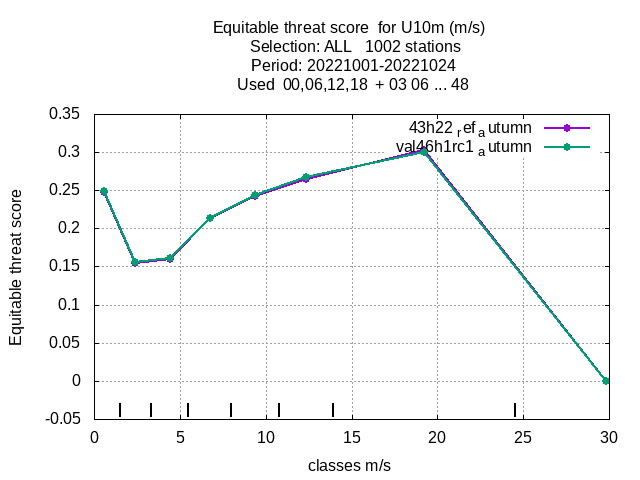 Equitable threat score  for U10m (m/s)
Selection: ALL   1002 stations
Period: 20221001-20221024
Used  00,06,12,18  + 03 06 ... 48
43h22 ref a utumn
val46h1rc1 a utumn
0.35
0.3
0.25
0.2
0.15
0.1
0.05
0
-0.05
Equitable threat score
0 5 10 15 20 25 30
classes m/s